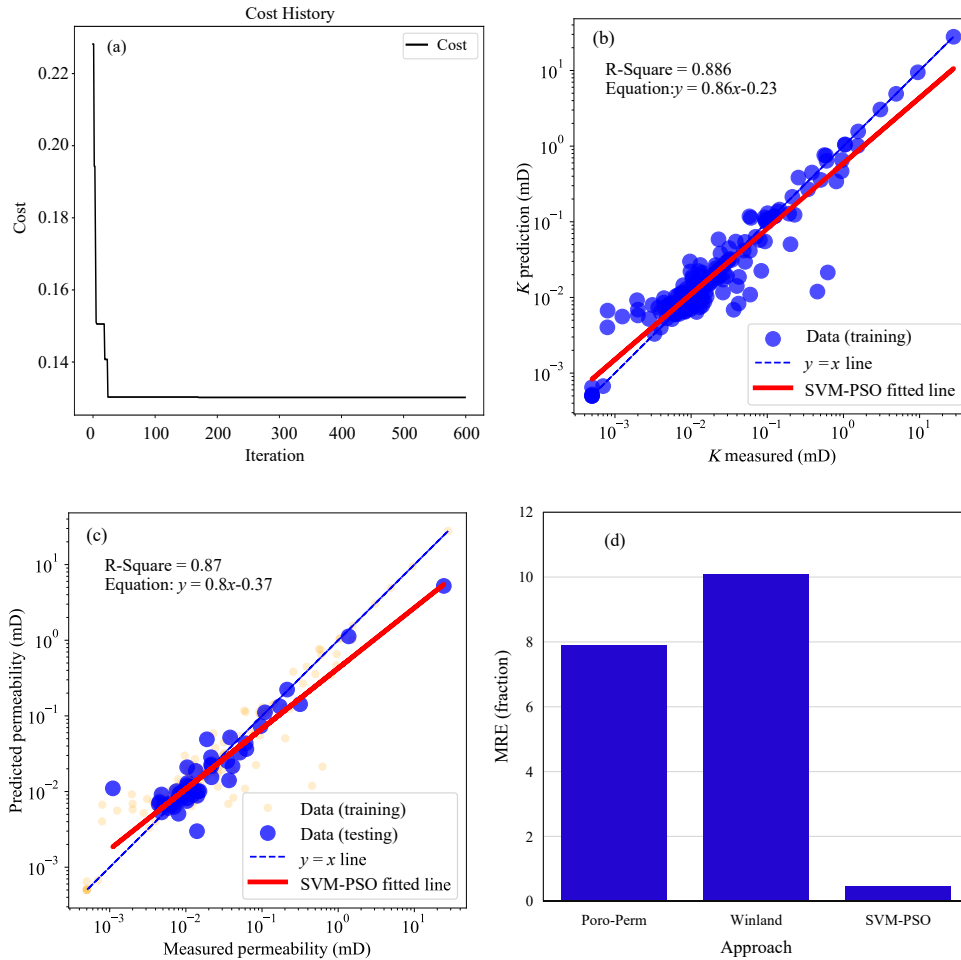 Cost History
(a)
Cost
0.22
0.20
0.18
0.16
0.14
Cost
0
100
200
300
400
500
600
Iteration
(b)
R-Square = 0.886
Equation:y = 0.86x-0.23
10¹
10⁰
10⁻¹
10⁻²
10⁻³
K prediction (mD)
Data (training)
y = x line
SVM-PSO fitted line
10⁻³
10⁻²
10⁻¹
10⁰
10¹
K measured (mD)
(c)
R-Square = 0.87
Equation: y = 0.8x-0.37
10¹
10⁰
10⁻¹
10⁻²
10⁻³
Predicted permeability (mD)
Data (training)
Data (testing)
y = x line
SVM-PSO fitted line
10⁻³
10⁻²
10⁻¹
10⁰
10¹
Measured permeability (mD)
(d)
12
10
8
6
4
2
0
MRE (fraction)
Poro-Perm
Winland
SVM-PSO
Approach